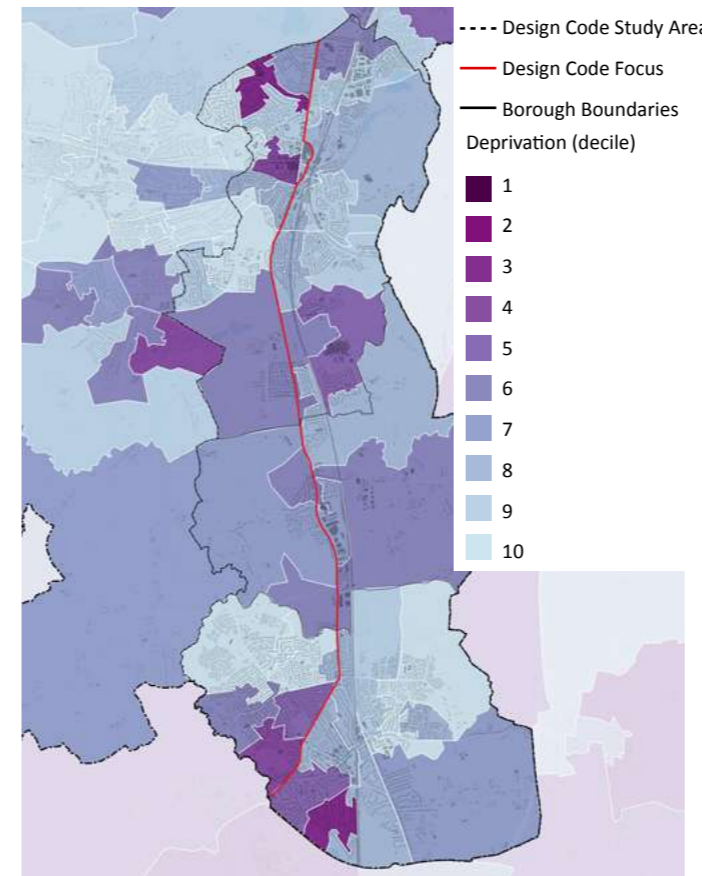 Design Code Study Area
Design Code Focus
Borough Boundaries
Deprivation (decile)
1
2
3
4
5
6
7
8
9
10